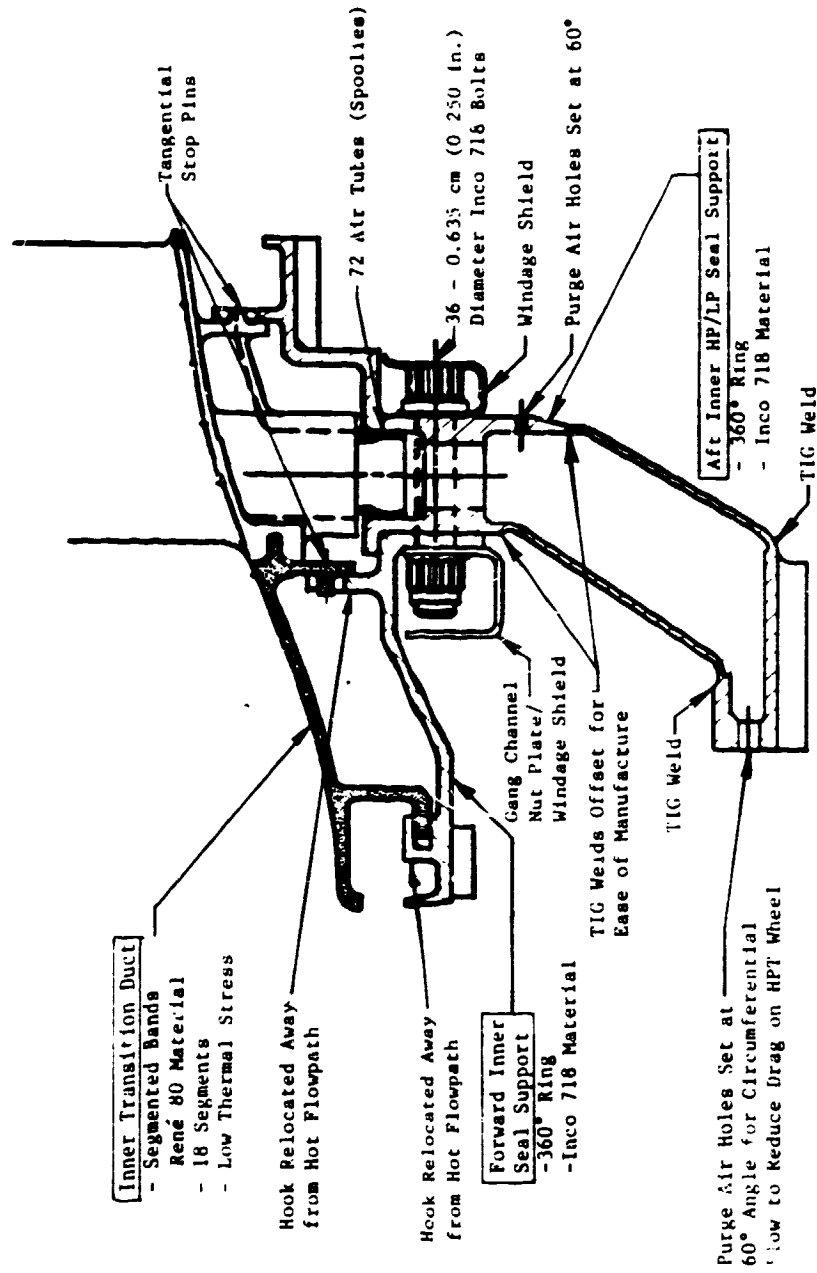 Inner Transition Duct
- Segmented Bands
René 80 Material
- 18 Segments
- Low Thermal Stress
Hook Relocated Away
from Hot Flowpath
Hook Relocated Away
from Hot Flowpath
Forward Inner
Seal Support
-360° Ring
-Inco 718 Material
Purge Air Holes Set at
60° Angle for Circumferential
Flow to Reduce Drag on HPT Wheel
TIG Weld
TIG Welds Offset for
Ease of Manufacture
Gang Channel
Nut Plate/
Windage Shield
Tangential
Stop Pins
72 Air Tubes (Spoolies)
36 - 0.635 cm (0 250 in.)
Diameter Inco 718 Bolts
Windage Shield
Purge Air Holes Set at 60°
Aft Inner HP/LP Seal Support
- 360° Ring
- Inco 718 Material
TIG Weld